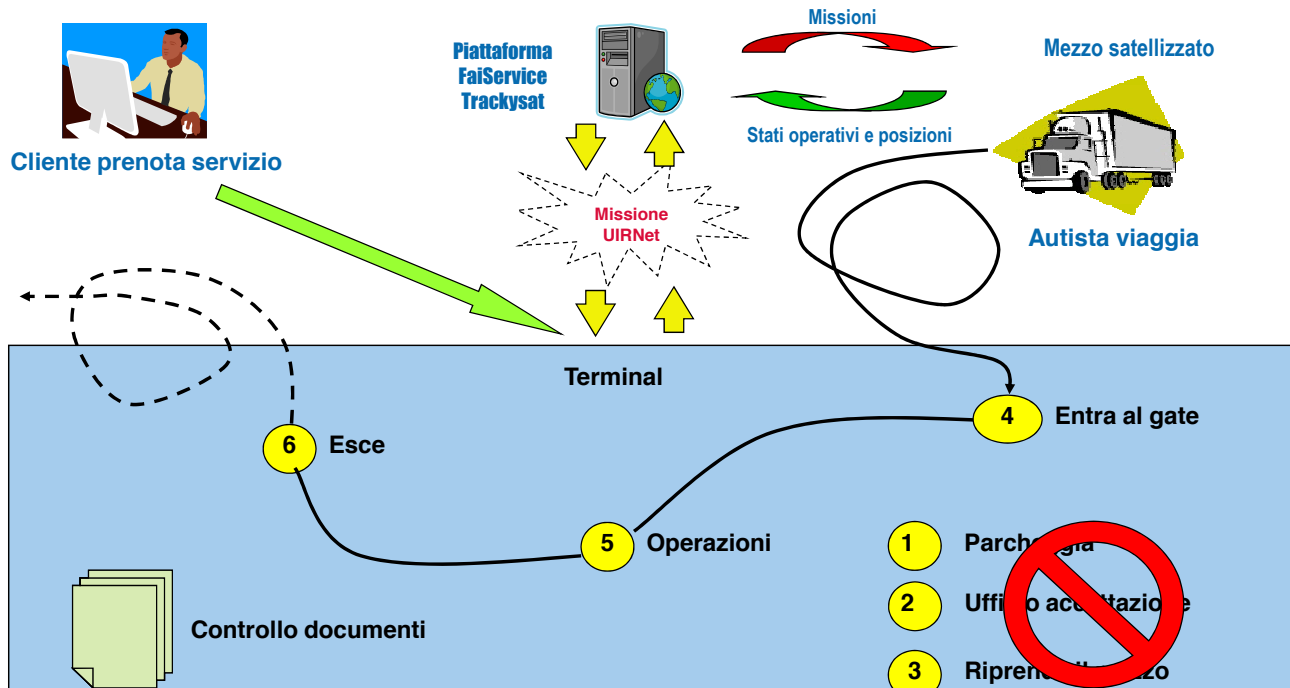 Missioni
Piattaforma
FaiService
Trackysat
Mezzo satellizzato
Stati operativi e posizioni
Cliente prenota servizio
Missione
UIRNet
Autista viaggia
Terminal
4 Entra al gate
6 Esce
5 Operazioni
1
2
3
Controllo documenti